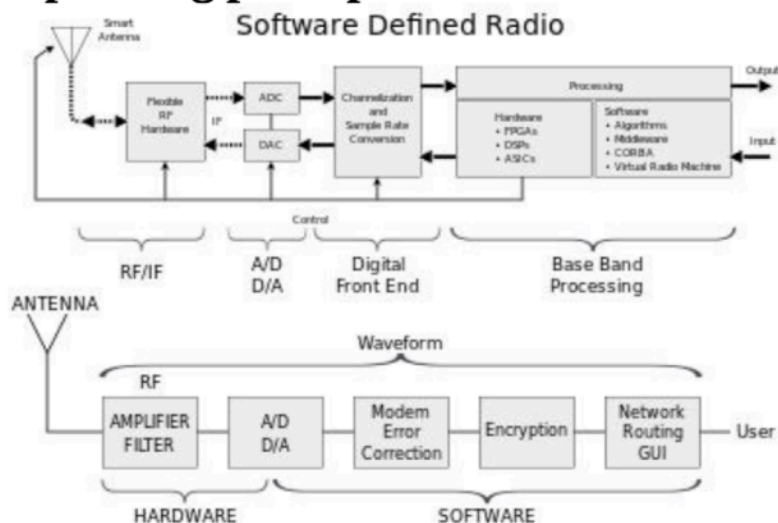 Software Defined Radio
Smart
Antenna
Flexible
RF
Hardware
IF
ADC
DAC
Channelization
and
Sample Rate
Conversion
Processing
Hardware
• FPGAs
• DSPs
• ASICs
Software
• Algorithms
• Middleware
• CORBA
• Virtual Radio Machine
Output
Input
Control
RF/IF
A/D
D/A
Digital
Front End
Base Band
Processing
ANTENNA
Waveform
RF
AMPLIFIER
FILTER
A/D
D/A
Modem
Error
Correction
Encryption
Network
Routing
GUI
User
HARDWARE
SOFTWARE